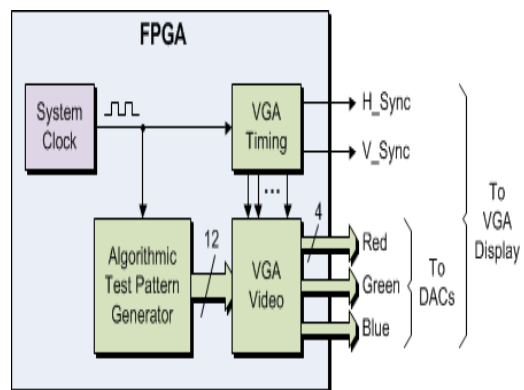 FPGA
System
Clock
VGA
Timing
H_Sync
V_Sync
...
Algorithmic
Test Pattern
Generator
12
VGA
Video
4
Red
Green
Blue
To
DACs
To
VGA
Display